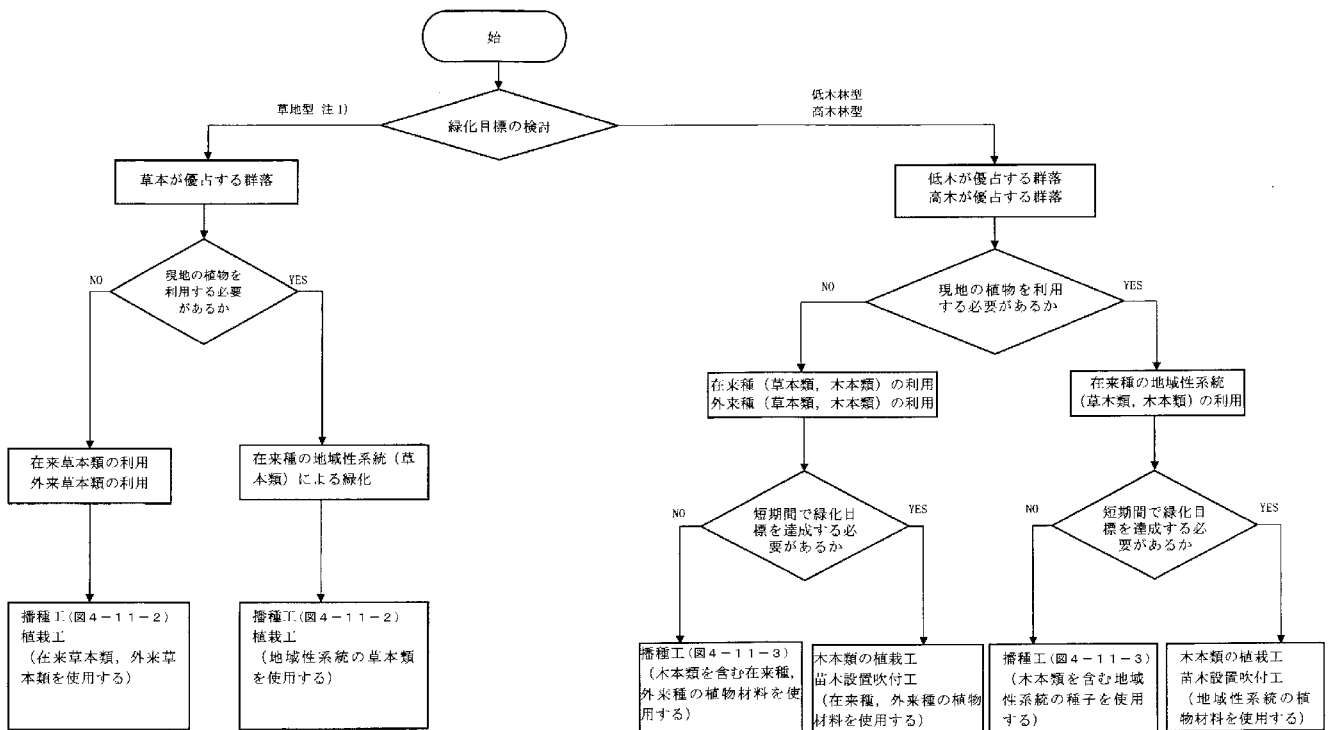 始
草地型 注1)
緑化目標の検討
低木林型
高木林型
草本が優占する群落
低木が優占する群落
高木が優占する群落
NO
現地の植物を
利用する必要
があるか
YES
NO
現地の植物を利用
する必要があるか
YES
在来種（草本類，木本類）の利用
外来種（草本類，木本類）の利用
在来種の地域性系統
（草木類，木本類）の利用
在来草本類の利用
外来草本類の利用
在来種の地域性系統（草
本類）による緑化
NO
短期間で緑化目
標を達成する必
要があるか
YES
NO
短期間で緑化目
標を達成する必
要があるか
YES
播種工(図４－１１－２)
植栽工
（在来草本類，外来草
本類を使用する）
播種工(図４－１１－２)
植栽工
（地域性系統の草本類
を使用する）
播種工(図４－１１－３)
（木本類を含む在来種，
外来種の植物材料を使
用する）
木本類の植栽工
苗木設置吹付工
（在来種，外来種の植物
材料を使用する）
播種工(図４－１１－３)
（木本類を含む地域
性系統の種子を使用
する）
木本類の植栽工
苗木設置吹付工
（地域性系統の植
物材料を使用する）